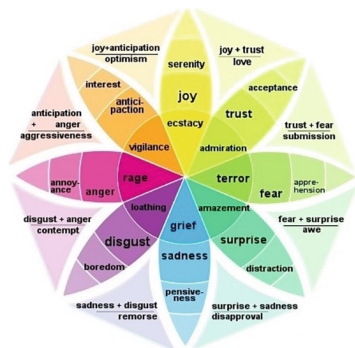 joy+anticipation
optimism
joy + trust
love
serenity
interest
acceptance
joy
antici-
paction
trust
anticipation
+ anger
aggressiveness
ecstacy
trust + fear
submission
vigilance
admiration
annoy-
ance
anger
rage
terror
fear
appre-
hension
loathing
amazement
disgust + anger
contempt
grief
fear + surprise
awe
disgust
surprise
sadness
boredom
distraction
pensive-
ness
sadness + disgust
remorse
surprise + sadness
disapproval